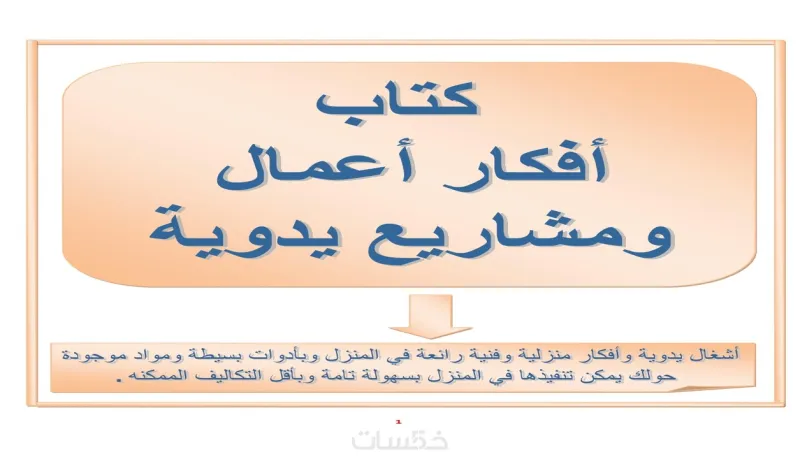 كتاب
أفكار أعمال
ومشاريع يدوية
أشغال يدوية وأفكار منزلية وفنية رائعة في المنزل وبأدوات بسيطة ومواد موجودة
حولك يمكن تنفيذها في المنزل بسهولة تامة وبأقل التكاليف الممكنه .
1
خمسات